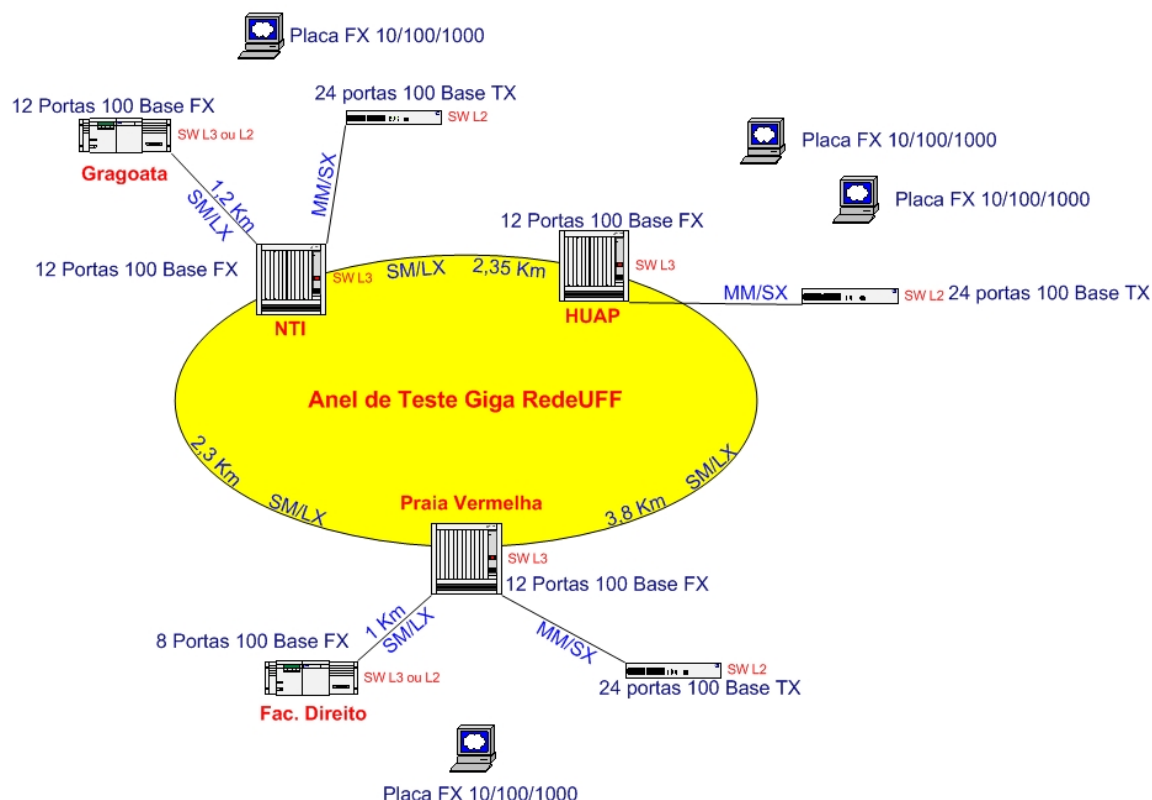 Placa FX 10/100/1000
12 Portas 100 Base FX
24 portas 100 Base TX
SW L3 ou L2
SW L2
Gragoata
1,2 Km
SM/LX
MM/SX
Placa FX 10/100/1000
Placa FX 10/100/1000
12 Portas 100 Base FX
12 Portas 100 Base FX
SW L3
SM/LX
2,35 Km
SW L3
MM/SX
SW L2
24 portas 100 Base TX
NTI
HUAP
Anel de Teste Giga RedeUFF
2,3 Km
SM/LX
SM/LX
3,8 Km
Praia Vermelha
SW L3
12 Portas 100 Base FX
1 Km
SM/LX
MM/SX
8 Portas 100 Base FX
SW L3 ou L2
Fac. Direito
SW L2
24 portas 100 Base TX
Placa FX 10/100/1000